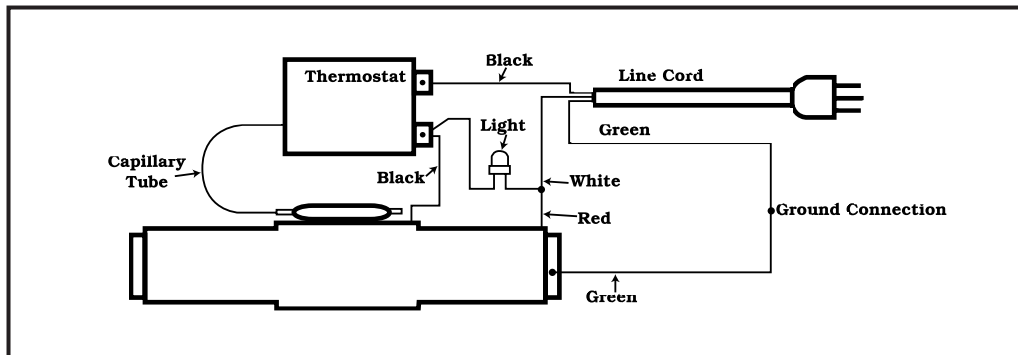 Black
Thermostat
Line Cord
Light
Green
Capillary
Tube
Black
White
Red
Ground Connection
Green